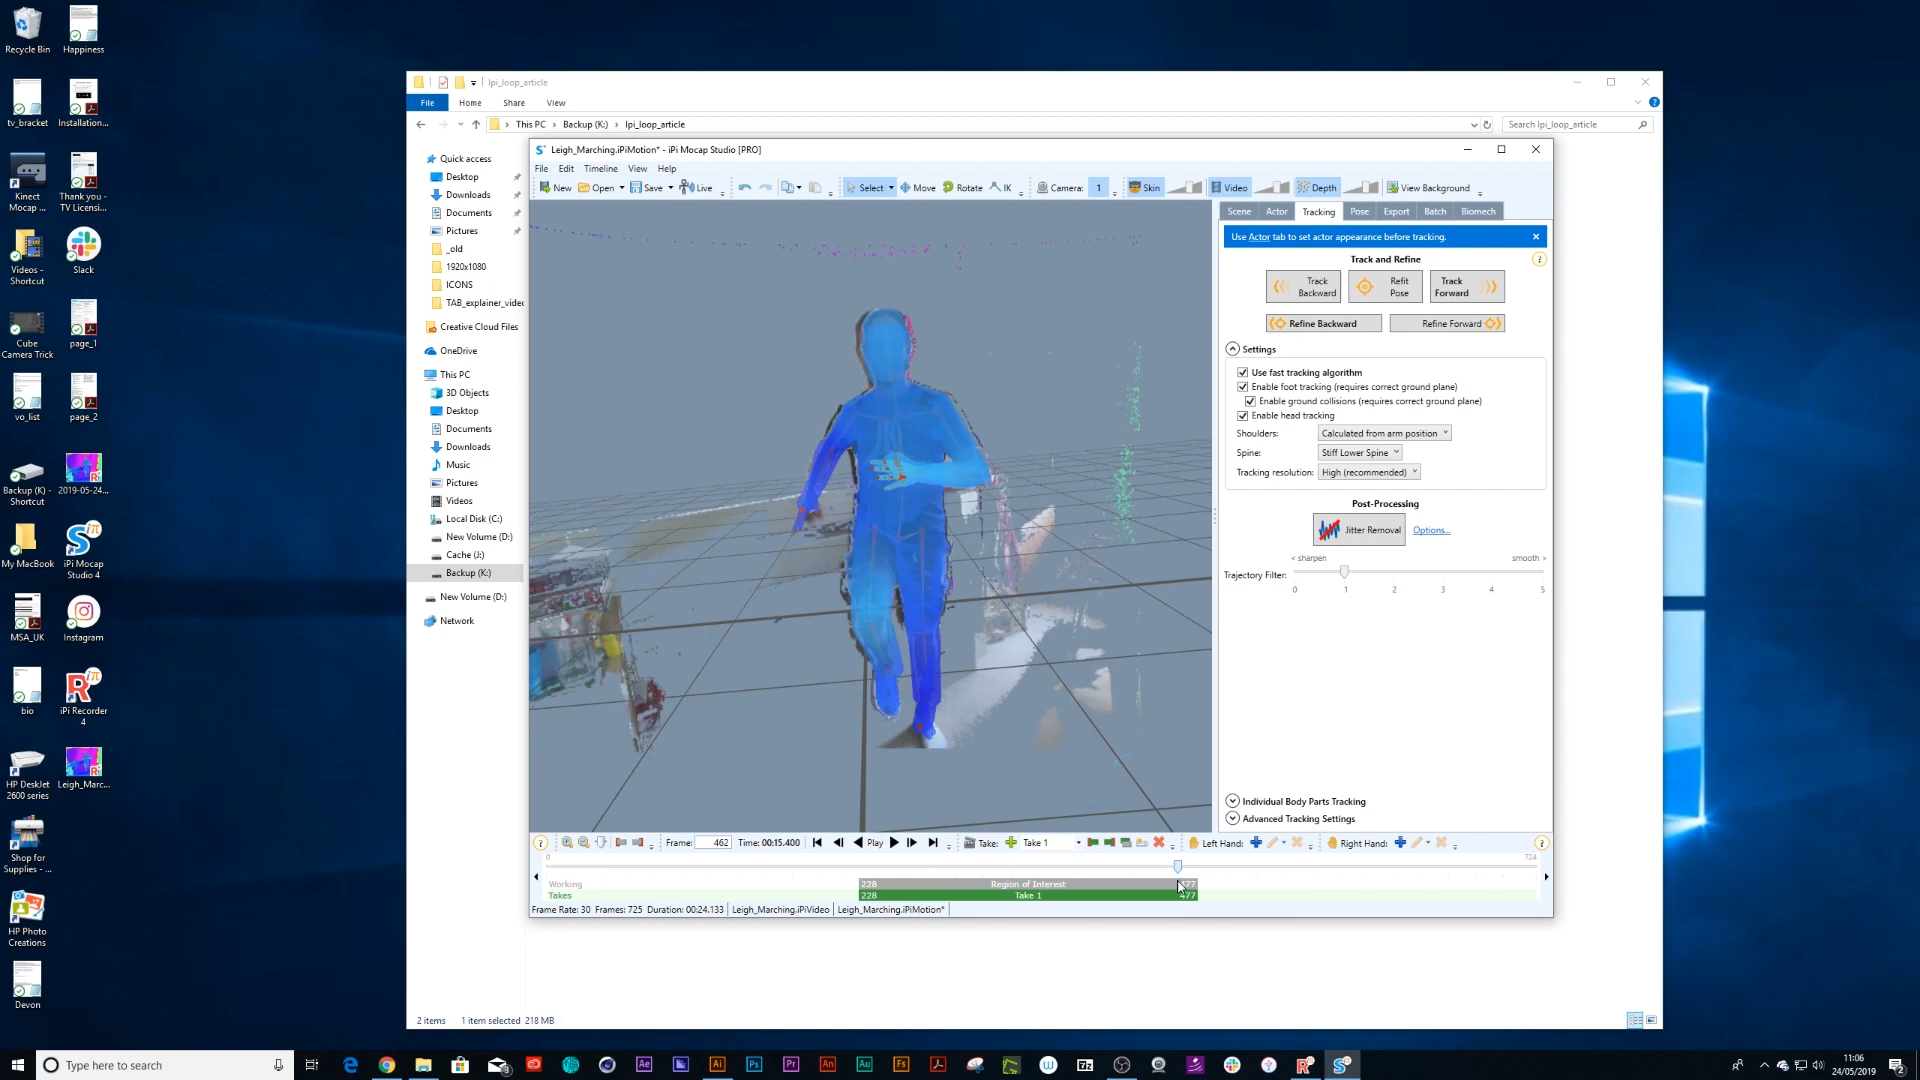 Recycle Bin
Happiness
tv_bracket
Installation...
Kinect
Mocap ...
Thank you -
TV Licensi...
Videos -
Shortcut
Slack
Cube
Camera Trick
page_1
vo_list
page_2
Backup (K) -
Shortcut
2019-05-24...
My MacBook
iPi Mocap
Studio 4
MSA_UK
Instagram
bio
iPi Recorder
4
HP DeskJet
2600 series
Leigh_Marc...
Shop for
Supplies - ...
HP Photo
Creations
Devon
Ipi_loop_article
File Home Share View
This PC > Backup (K:) > Ipi_loop_article
Search Ipi_loop_article
Quick access
Desktop
Downloads
Documents
Pictures
_old
1920x1080
ICONS
TAB_explainer_videc
Creative Cloud Files
OneDrive
This PC
3D Objects
Desktop
Documents
Downloads
Music
Pictures
Videos
Local Disk (C:)
New Volume (D:)
Cache (J:)
Backup (K:)
New Volume (D:)
Network
2 items 1 item selected 218 MB
Leigh_Marching.iPiMotion* - iPi Mocap Studio [PRO]
File Edit Timeline View Help
New Open Save Live Select Move Rotate IK Camera: 1 Skin Video Depth View Background
Scene Actor Tracking Pose Export Batch Biomech
Use Actor tab to set actor appearance before tracking.
Track and Refine
Track
Backward
Refit
Pose
Track
Forward
Refine Backward
Refine Forward
Settings
Use fast tracking algorithm
Enable foot tracking (requires correct ground plane)
Enable ground collisions (requires correct ground plane)
Enable head tracking
Shoulders: Calculated from arm position
Spine: Stiff Lower Spine
Tracking resolution: High (recommended)
Post-Processing
Jitter Removal Options...
< sharpen smooth >
Trajectory Filter:
0 1 2 3 4 5
Individual Body Parts Tracking
Advanced Tracking Settings
Frame: 462 Time: 00:15.400 Play Take: Take 1 Left Hand: Right Hand:
0 724
Working 228 Region of Interest 477
Takes 228 Take 1 477
Frame Rate: 30 Frames: 725 Duration: 00:24.133 Leigh_Marching.iPiVideo Leigh_Marching.iPiMotion*
Type here to search
11:06
24/05/2019